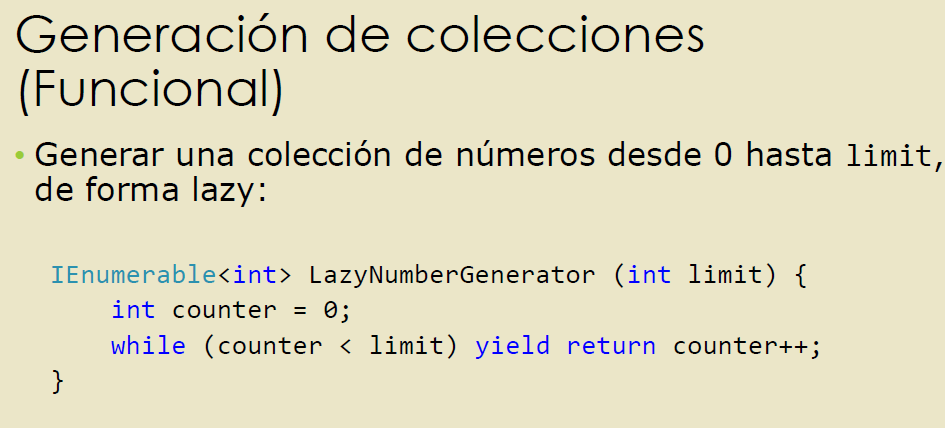 Generación de colecciones
(Funcional)
• Generar una colección de números desde 0 hasta limit,
de forma lazy:
IEnumerable<int> LazyNumberGenerator (int limit) {
    int counter = 0;
    while (counter < limit) yield return counter++;
}